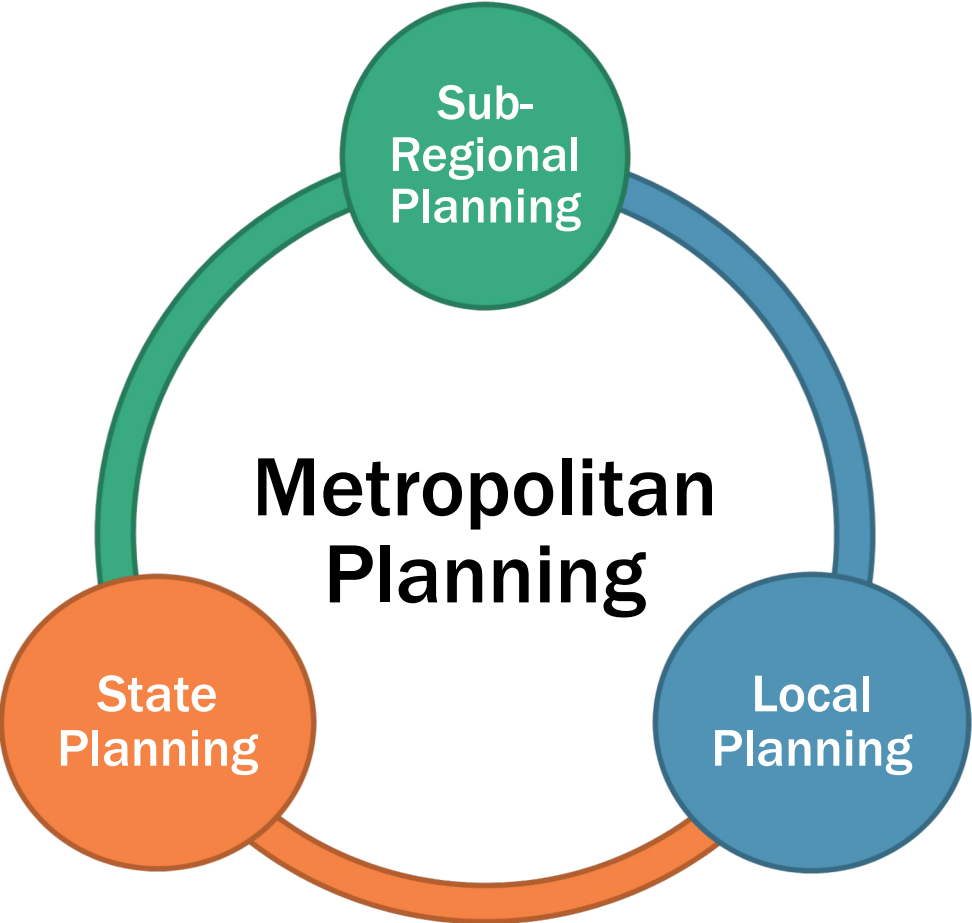 Sub-
Regional
Planning
Metropolitan
Planning
State
Planning
Local
Planning